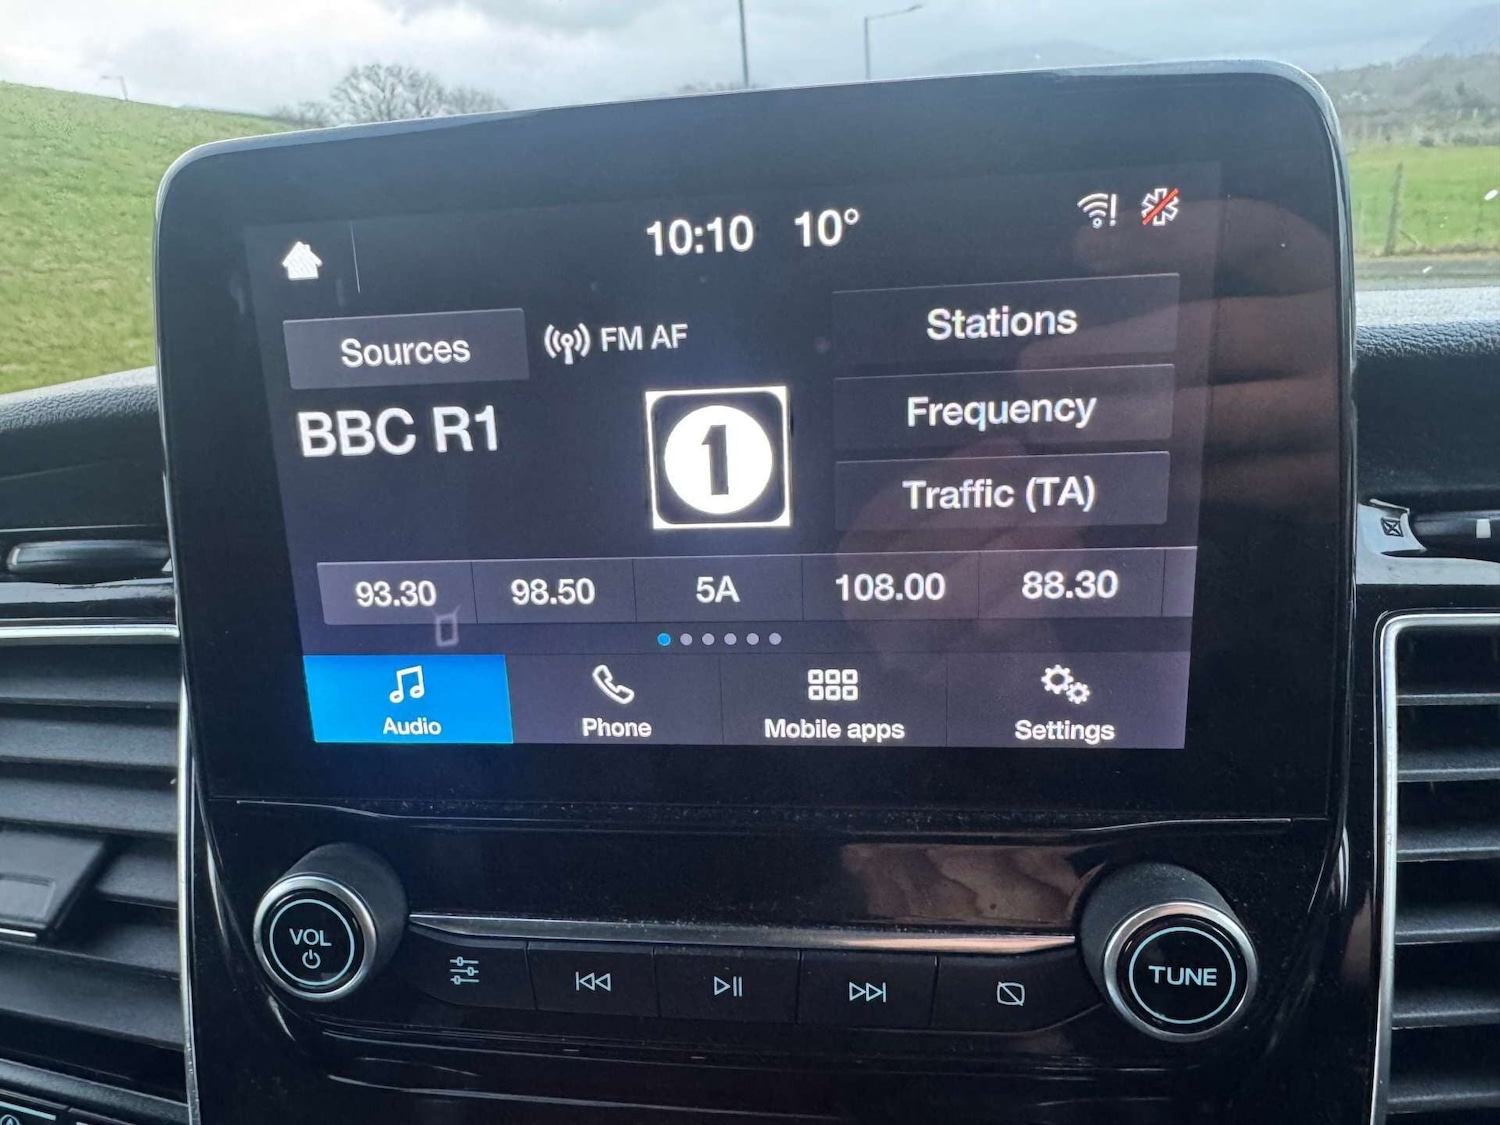 10:10 10°
Sources
FM AF
Stations
BBC R1
1
Frequency
Traffic (TA)
93.30 98.50 5A 108.00 88.30
Audio Phone Mobile apps Settings
VOL
TUNE